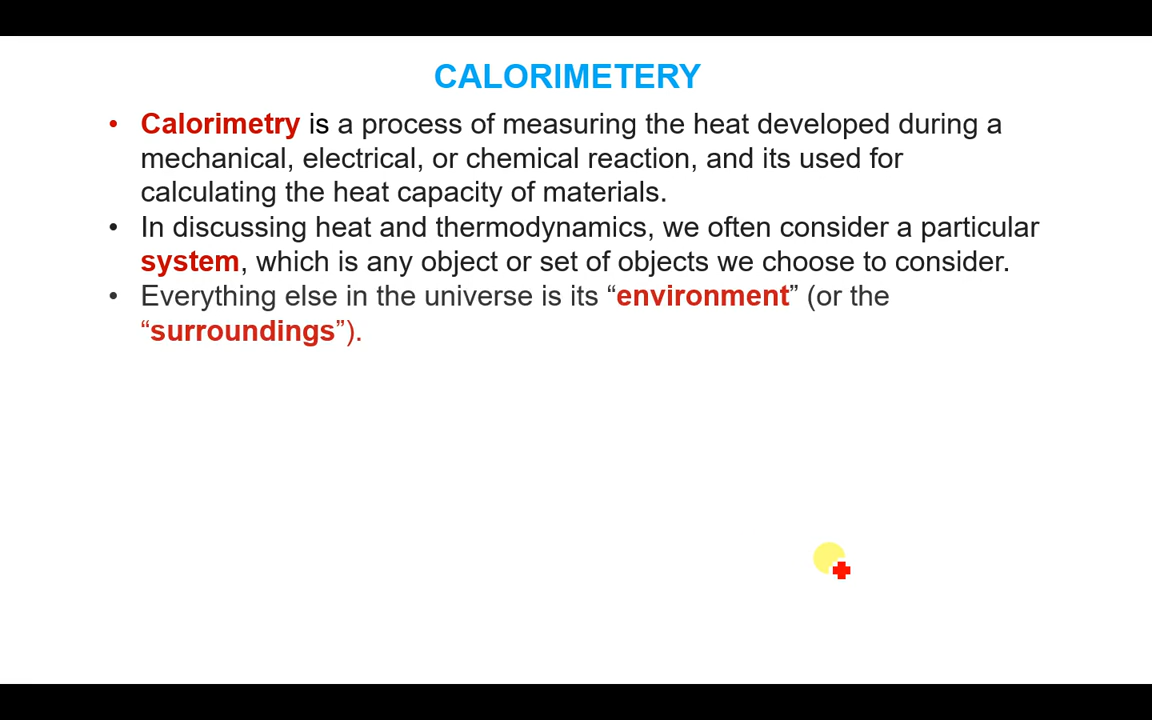 CALORIMETERY
• Calorimetry is a process of measuring the heat developed during a
mechanical, electrical, or chemical reaction, and its used for
calculating the heat capacity of materials.
• In discussing heat and thermodynamics, we often consider a particular
system, which is any object or set of objects we choose to consider.
• Everything else in the universe is its “environment” (or the
“surroundings”).